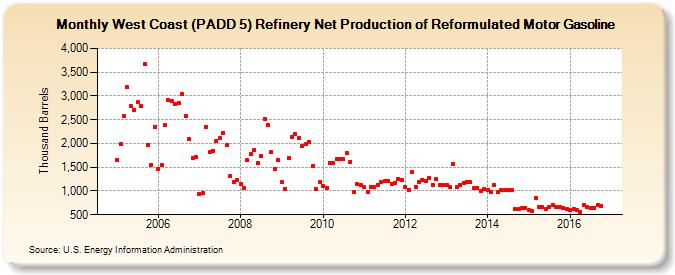 Monthly West Coast (PADD 5) Refinery Net Production of Reformulated Motor Gasoline
Thousand Barrels
4,000
3,500
3,000
2,500
2,000
1,500
1,000
500
2006 2008 2010 2012 2014 2016
Source: U.S. Energy Information Administration